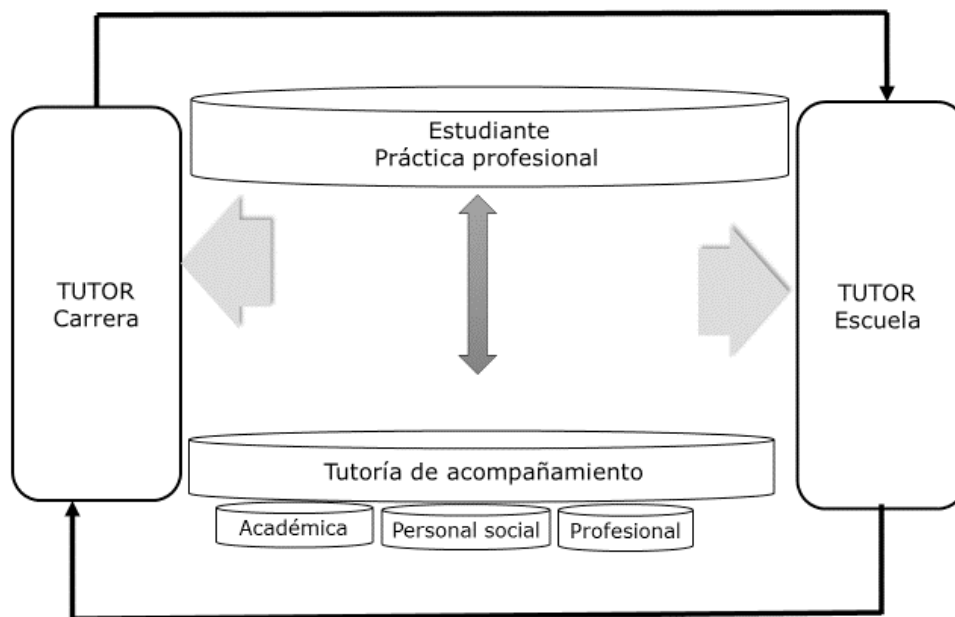 Estudiante
Práctica profesional
TUTOR
Carrera
TUTOR
Escuela
Tutoría de acompañamiento
Académica
Personal social
Profesional